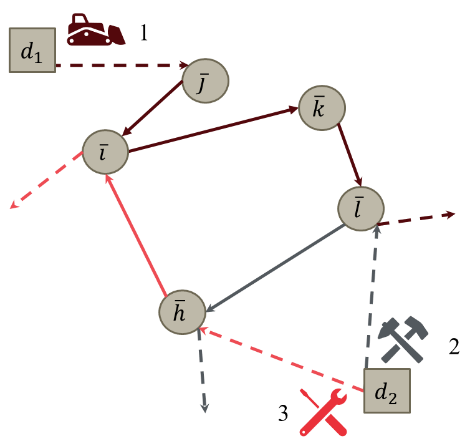 d₁
1
j̄
k̄
ī
l̄
h̄
2
d₂
3